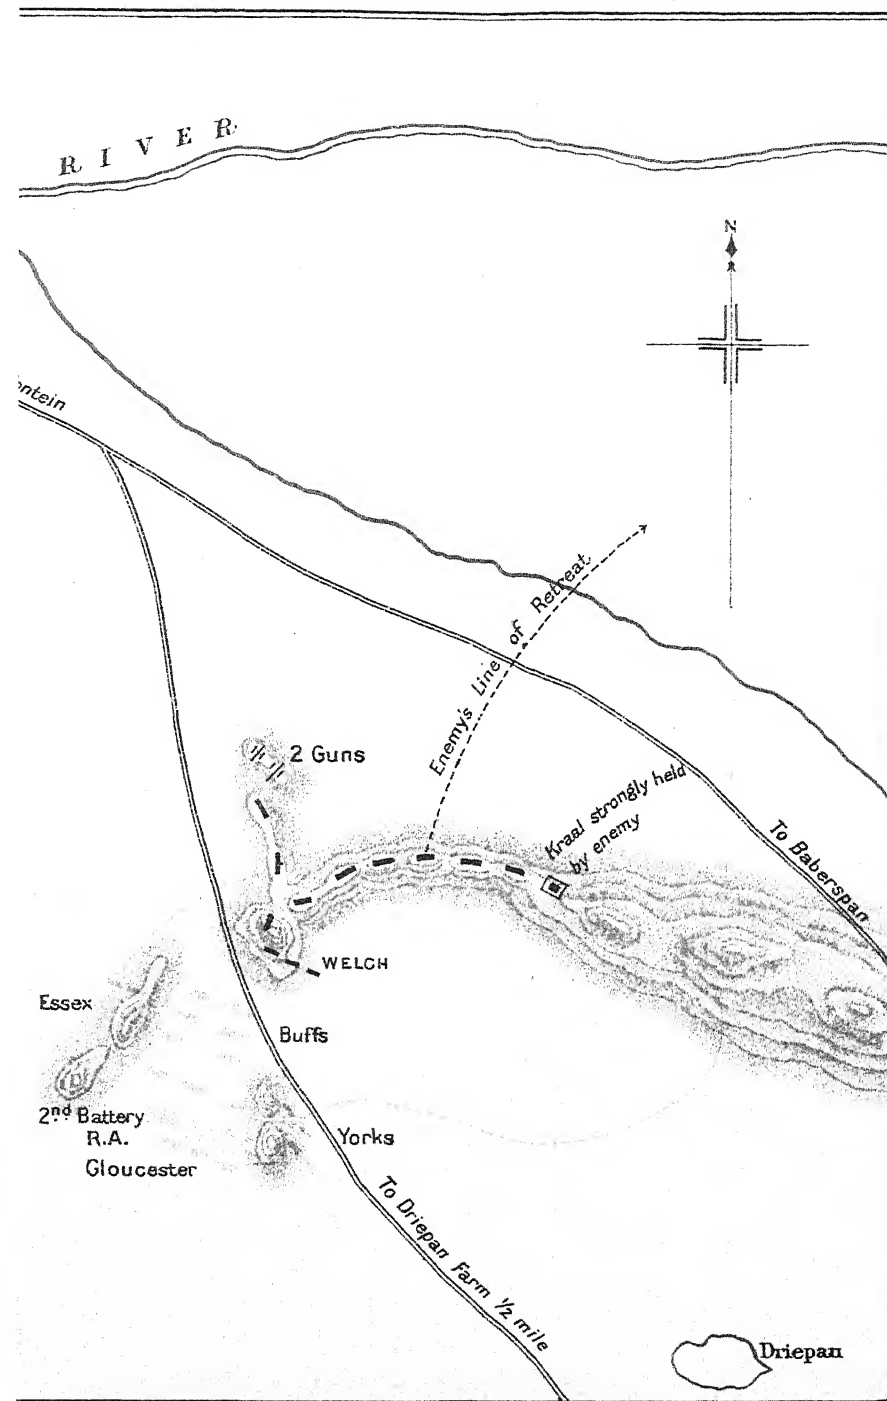 RIVER
N
ontein
Enemy's Line of Retreat
2 Guns
Kraal strongly held
by enemy
To Baberspan
WELCH
Essex
Buffs
2nd. Battery
R.A.
Gloucester
Yorks
To Driepan Farm 1/2 mile
Driepan